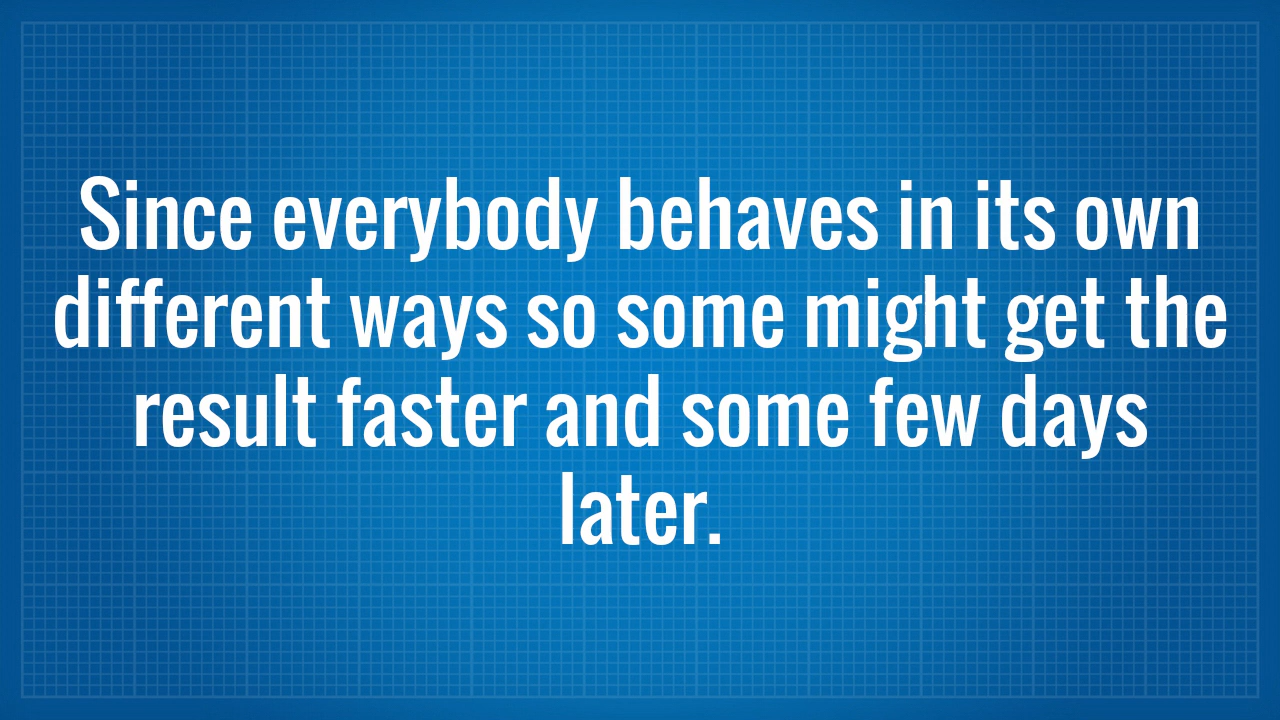 Since everybody behaves in its own
different ways so some might get the
result faster and some few days
later.